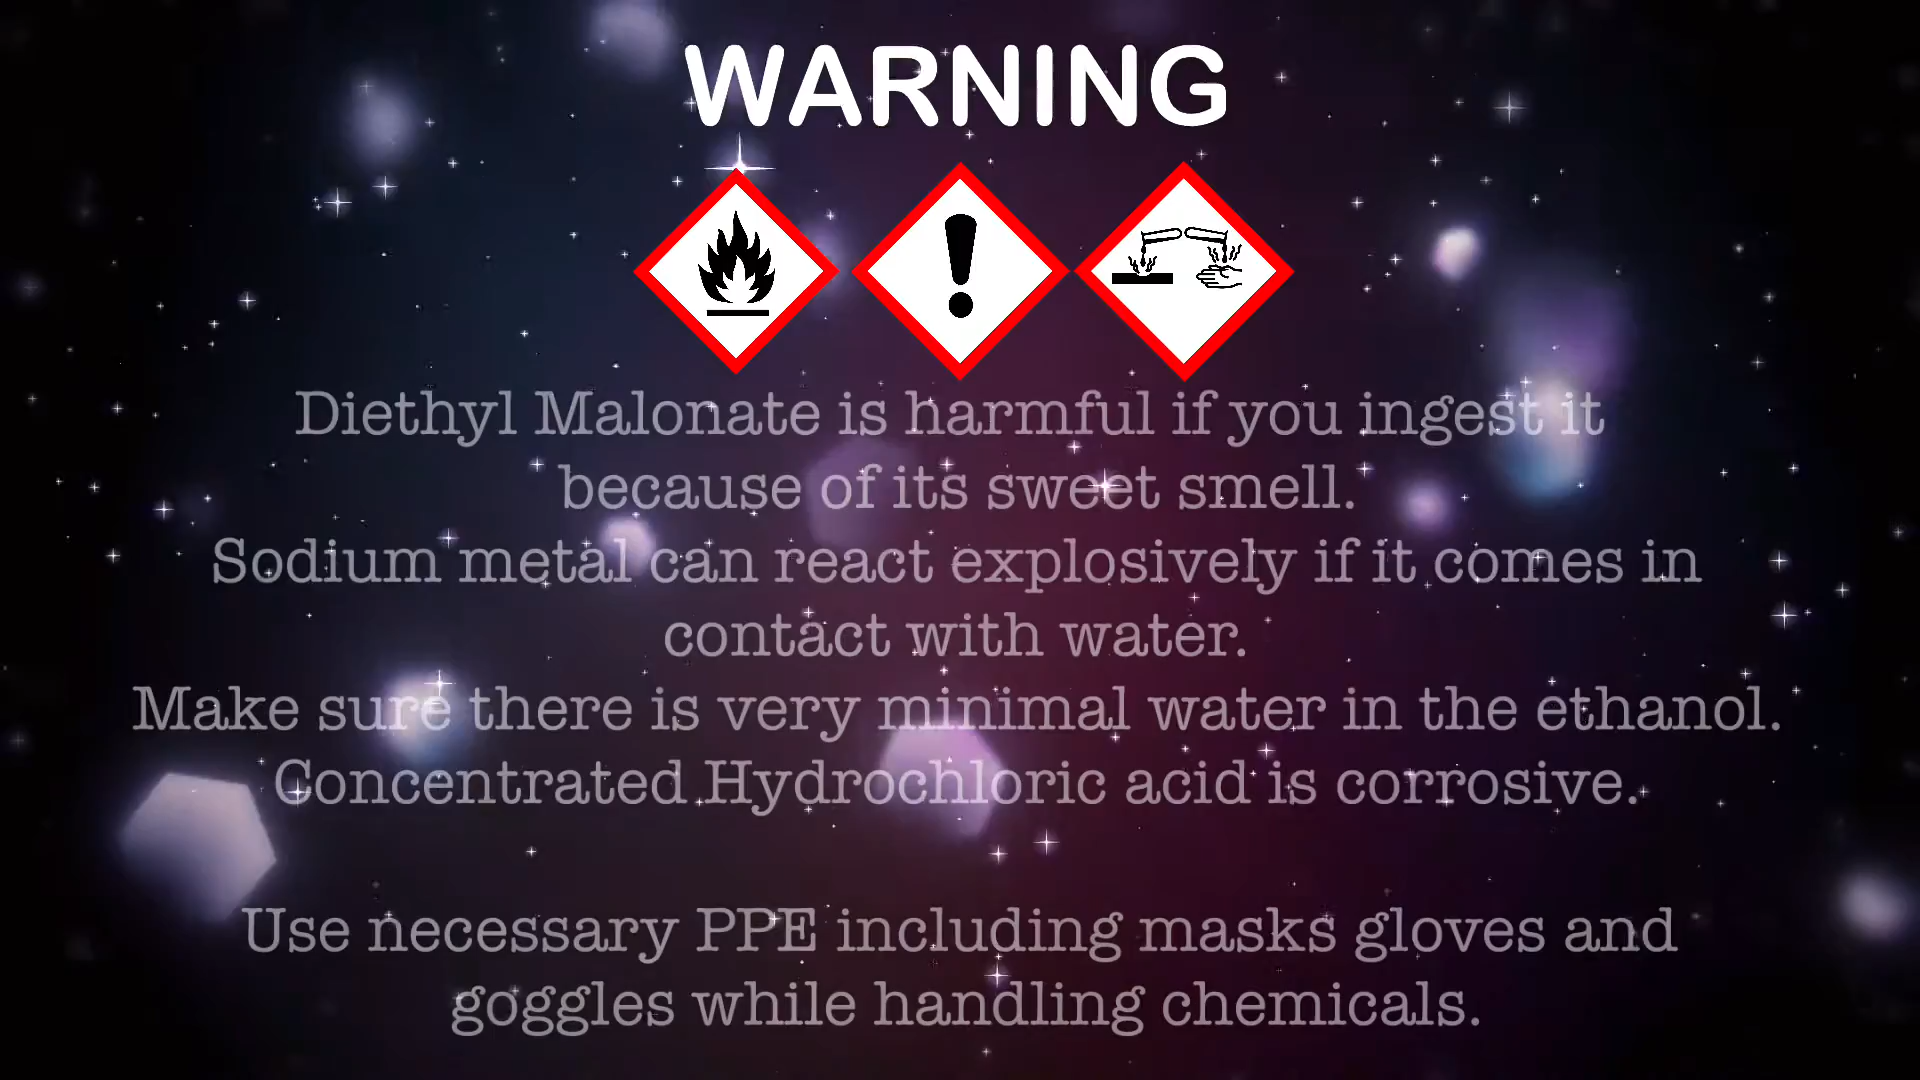 WARNING
Diethyl Malonate is harmful if you ingest it
because of its sweet smell.
Sodium metal can react explosively if it comes in
contact with water.
Make sure there is very minimal water in the ethanol.
Concentrated Hydrochloric acid is corrosive.
Use necessary PPE including masks gloves and
goggles while handling chemicals.